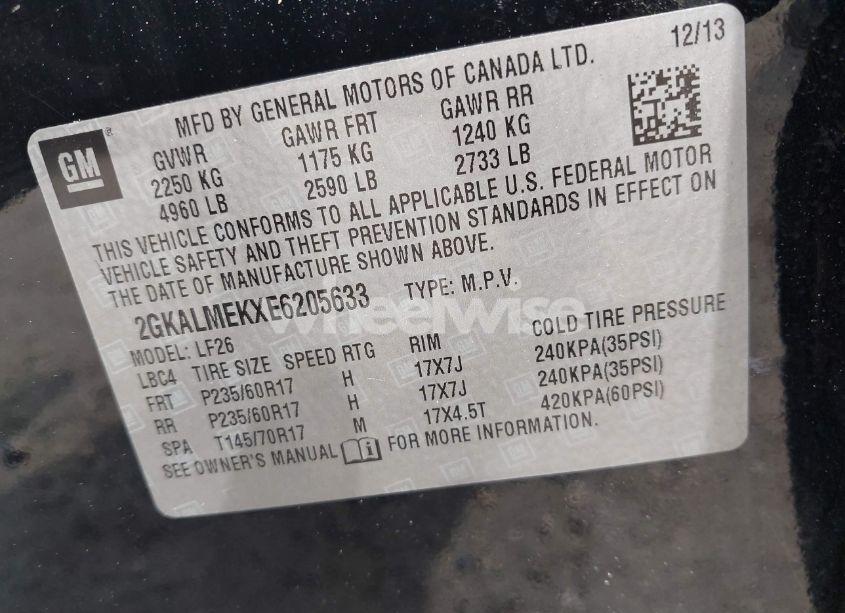 12/13
MFD BY GENERAL MOTORS OF CANADA LTD.
GM
GVWR GAWR FRT GAWR RR
2250 KG 1175 KG 1240 KG
4960 LB 2590 LB 2733 LB
THIS VEHICLE CONFORMS TO ALL APPLICABLE U.S. FEDERAL MOTOR
VEHICLE SAFETY AND THEFT PREVENTION STANDARDS IN EFFECT ON
THE DATE OF MANUFACTURE SHOWN ABOVE.
2GKALMEKXE6205633 TYPE: M.P.V.
wheelwise
MODEL: LF26
LBC4 TIRE SIZE SPEED RTG RIM COLD TIRE PRESSURE
FRT P235/60R17 H 17X7J 240KPA(35PSI)
RR P235/60R17 H 17X7J 240KPA(35PSI)
SPA T145/70R17 M 17X4.5T 420KPA(60PSI)
SEE OWNER'S MANUAL i FOR MORE INFORMATION.